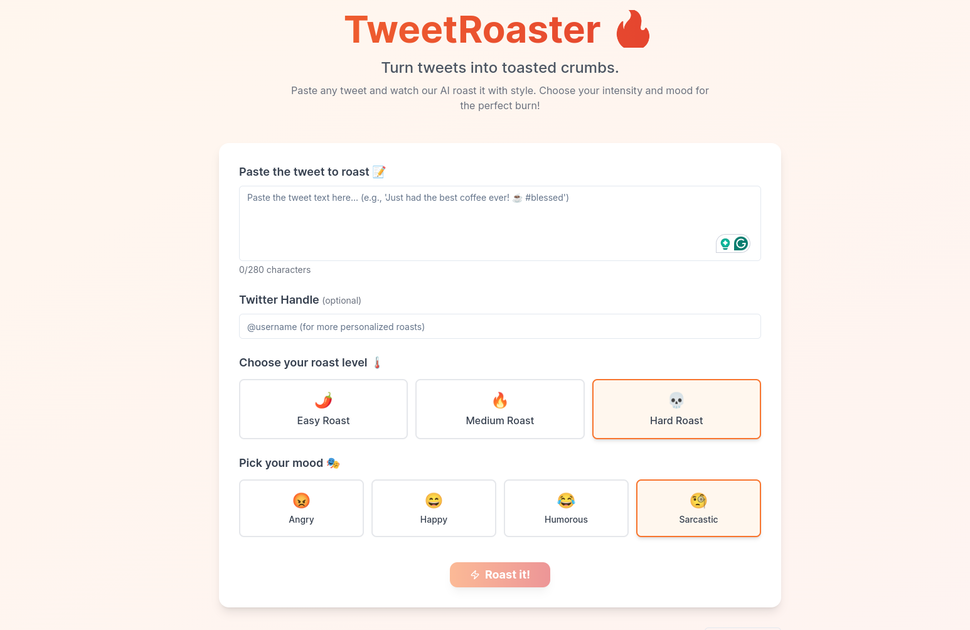 TweetRoaster 🔥
Turn tweets into toasted crumbs.
Paste any tweet and watch our AI roast it with style. Choose your intensity and mood for
the perfect burn!
Paste the tweet to roast 📝
Paste the tweet text here... (e.g., 'Just had the best coffee ever! ☕ #blessed')
0/280 characters
Twitter Handle (optional)
@username (for more personalized roasts)
Choose your roast level 🌡️
Easy Roast
Medium Roast
Hard Roast
Pick your mood 🎭
Angry
Happy
Humorous
Sarcastic
Roast it!